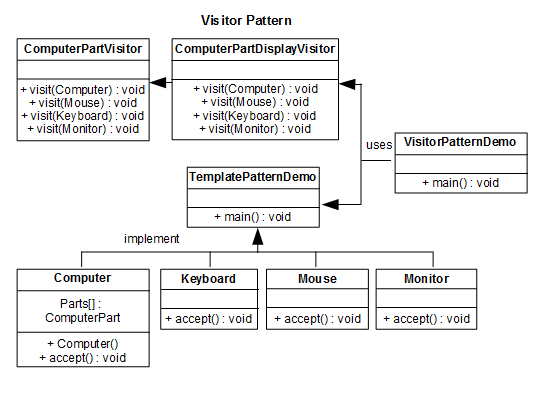 Visitor Pattern
ComputerPartVisitor
+ visit(Computer) : void
+ visit(Mouse) : void
+ visit(Keyboard) : void
+ visit(Monitor) : void
ComputerPartDisplayVisitor
+ visit(Computer) : void
+ visit(Mouse) : void
+ visit(Keyboard) : void
+ visit(Monitor) : void
uses
VisitorPatternDemo
+ main() : void
TemplatePatternDemo
+ main() : void
implement
Computer
Parts[] :
ComputerPart
+ Computer()
+ accept() : void
Keyboard
+ accept() : void
Mouse
+ accept() : void
Monitor
+ accept() : void